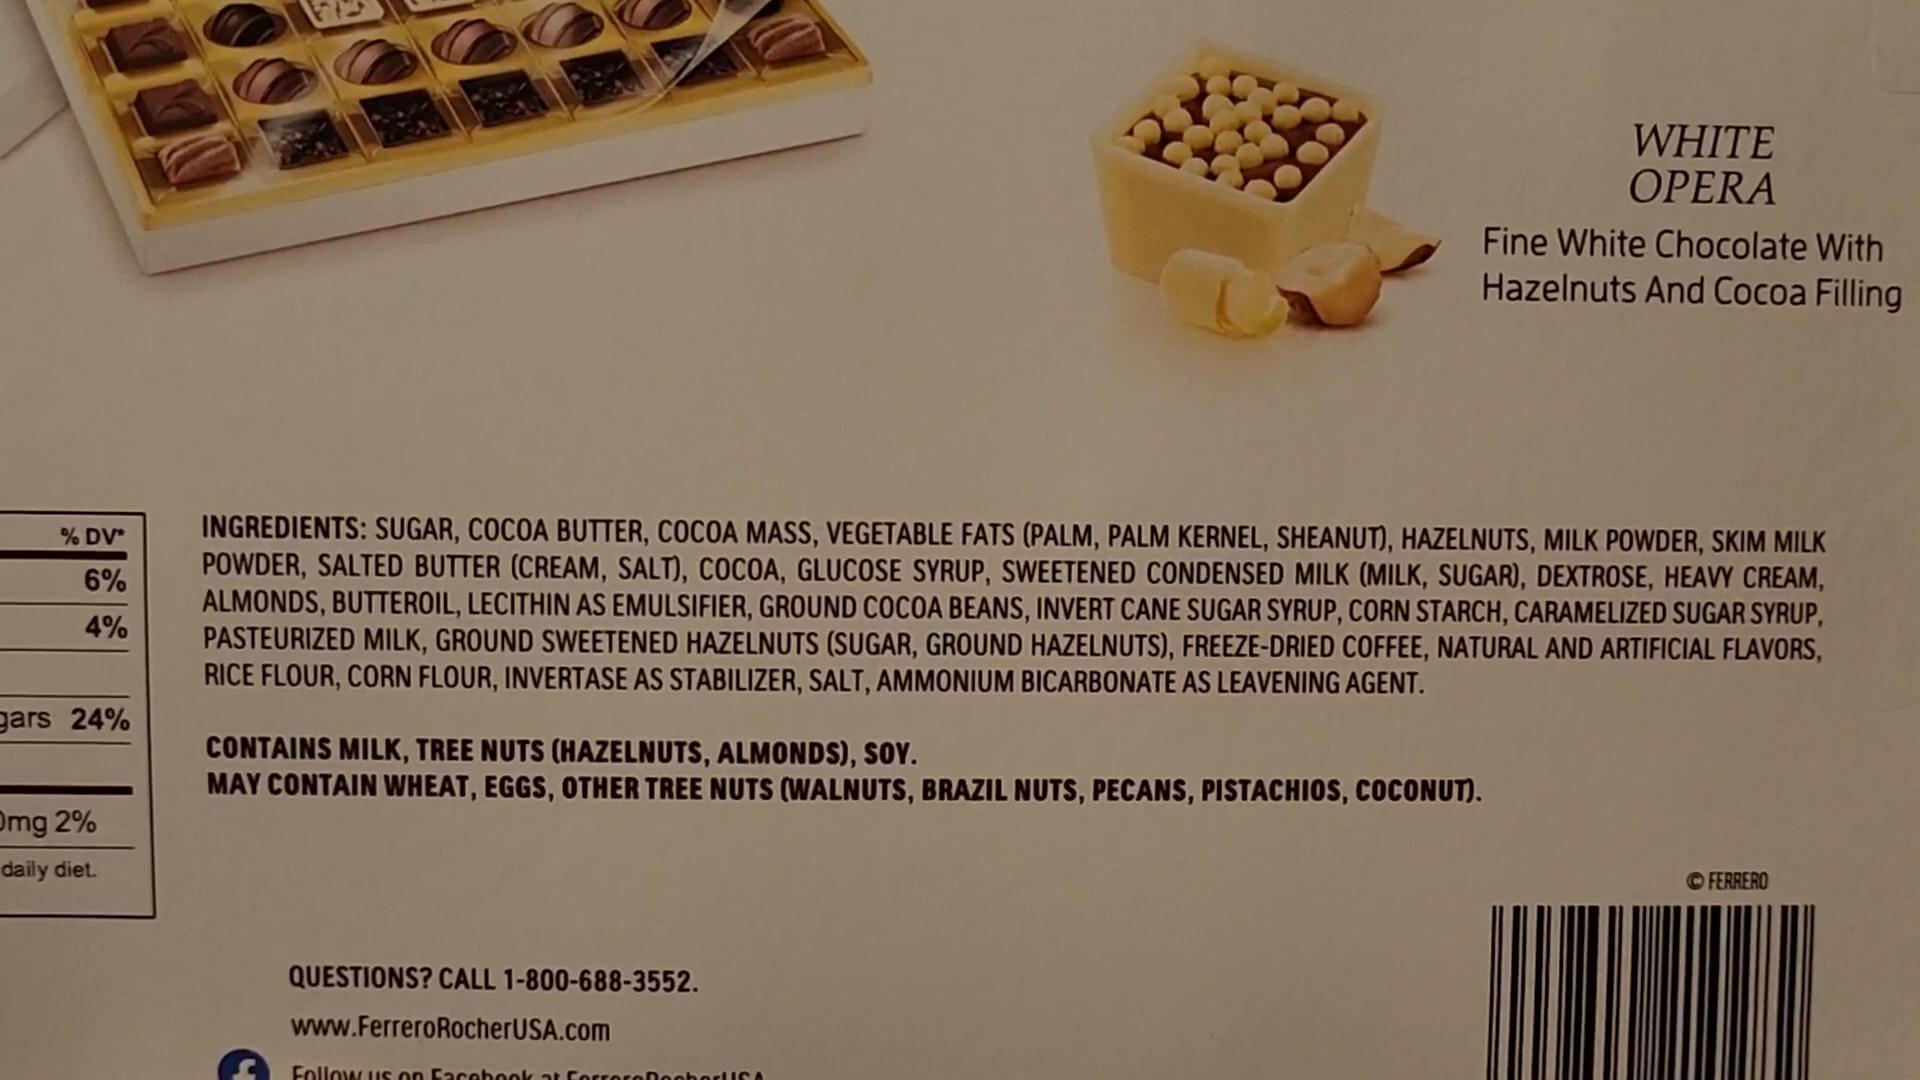 WHITE
OPERA
Fine White Chocolate With
Hazelnuts And Cocoa Filling
% DV*
6%
4%
gars 24%
0mg 2%
daily diet.
INGREDIENTS: SUGAR, COCOA BUTTER, COCOA MASS, VEGETABLE FATS (PALM, PALM KERNEL, SHEANUT), HAZELNUTS, MILK POWDER, SKIM MILK
POWDER, SALTED BUTTER (CREAM, SALT), COCOA, GLUCOSE SYRUP, SWEETENED CONDENSED MILK (MILK, SUGAR), DEXTROSE, HEAVY CREAM,
ALMONDS, BUTTEROIL, LECITHIN AS EMULSIFIER, GROUND COCOA BEANS, INVERT CANE SUGAR SYRUP, CORN STARCH, CARAMELIZED SUGAR SYRUP,
PASTEURIZED MILK, GROUND SWEETENED HAZELNUTS (SUGAR, GROUND HAZELNUTS), FREEZE-DRIED COFFEE, NATURAL AND ARTIFICIAL FLAVORS,
RICE FLOUR, CORN FLOUR, INVERTASE AS STABILIZER, SALT, AMMONIUM BICARBONATE AS LEAVENING AGENT.
CONTAINS MILK, TREE NUTS (HAZELNUTS, ALMONDS), SOY.
MAY CONTAIN WHEAT, EGGS, OTHER TREE NUTS (WALNUTS, BRAZIL NUTS, PECANS, PISTACHIOS, COCONUT).
© FERRERO
QUESTIONS? CALL 1-800-688-3552.
www.FerreroRocherUSA.com
Follow us on Facebook at FerreroRocherUSA